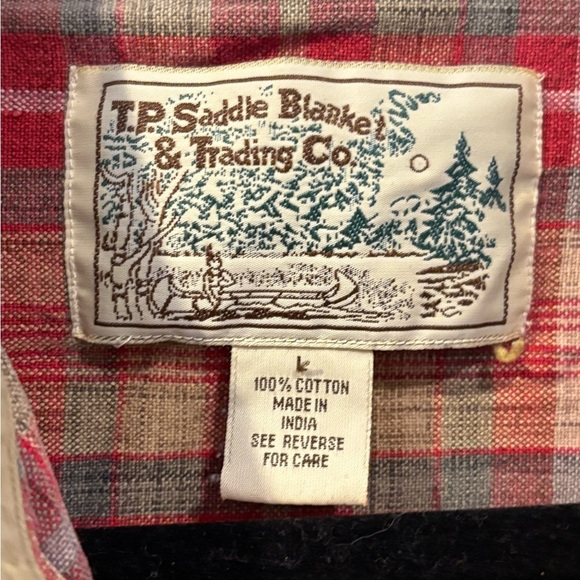 T.P. Saddle Blanket
& Trading Co.
L
100% COTTON
MADE IN
INDIA
SEE REVERSE
FOR CARE